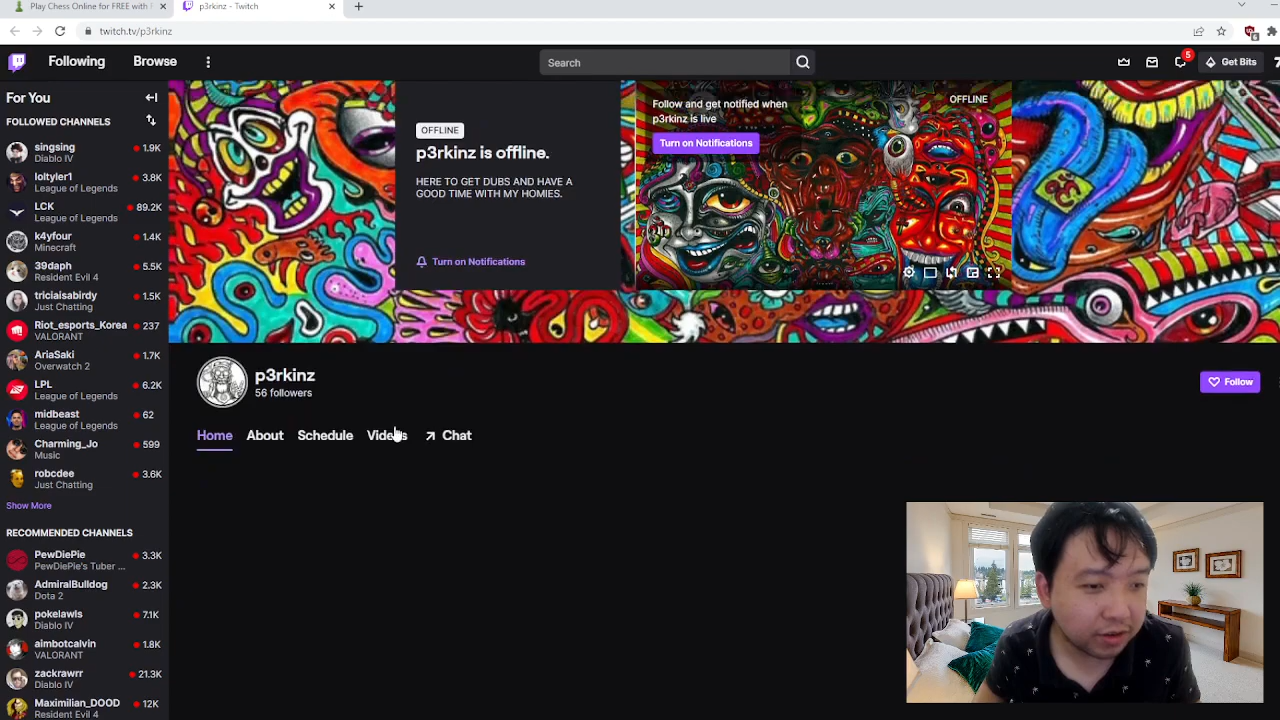 Play Chess Online for FREE with
p3rkinz - Twitch
twitch.tv/p3rkinz
Following
Browse
Search
5
Get Bits
For You
FOLLOWED CHANNELS
singsing
1.9K
Diablo IV
loltyler1
3.8K
League of Legends
LCK
89.2K
League of Legends
k4yfour
1.4K
Minecraft
39daph
5.5K
Resident Evil 4
triciaisabirdy
1.5K
Just Chatting
Riot_esports_Korea
237
VALORANT
AriaSaki
1.7K
Overwatch 2
LPL
6.2K
League of Legends
midbeast
62
League of Legends
Charming_Jo
599
Music
robcdee
3.6K
Just Chatting
Show More
RECOMMENDED CHANNELS
PewDiePie
3.3K
PewDiePie's Tuber ...
AdmiralBulldog
2.3K
Dota 2
pokelawls
7.1K
Diablo IV
aimbotcalvin
1.8K
VALORANT
zackrawrr
21.3K
Diablo IV
Maximilian_DOOD
12K
Resident Evil 4
OFFLINE
p3rkinz is offline.
HERE TO GET DUBS AND HAVE A
GOOD TIME WITH MY HOMIES.
Turn on Notifications
Follow and get notified when
p3rkinz is live
Turn on Notifications
OFFLINE
p3rkinz
56 followers
Follow
Home
About
Schedule
Videos
Chat